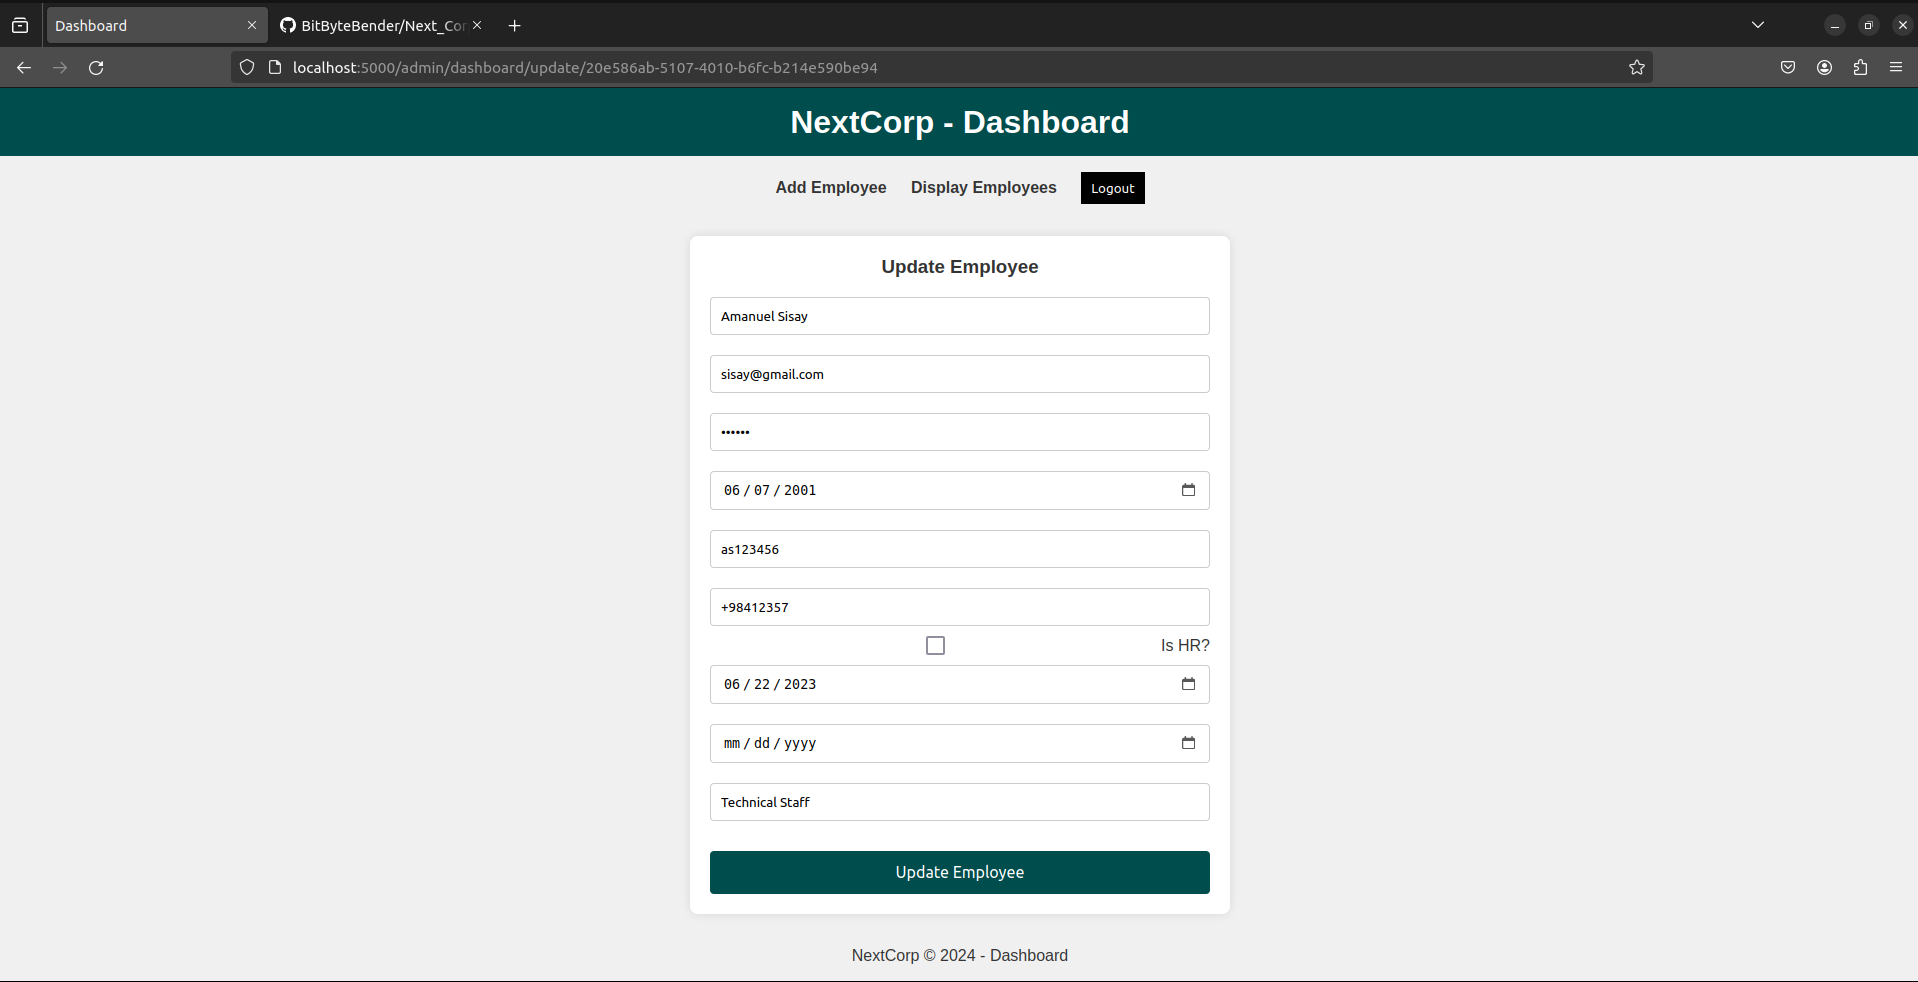 Dashboard
BitByteBender/Next_Cor
localhost:5000/admin/dashboard/update/20e586ab-5107-4010-b6fc-b214e590be94
NextCorp - Dashboard
Add Employee Display Employees Logout
Update Employee
Amanuel Sisay
sisay@gmail.com
••••••
06 / 07 / 2001
as123456
+98412357
Is HR?
06 / 22 / 2023
mm / dd / yyyy
Technical Staff
Update Employee
NextCorp © 2024 - Dashboard